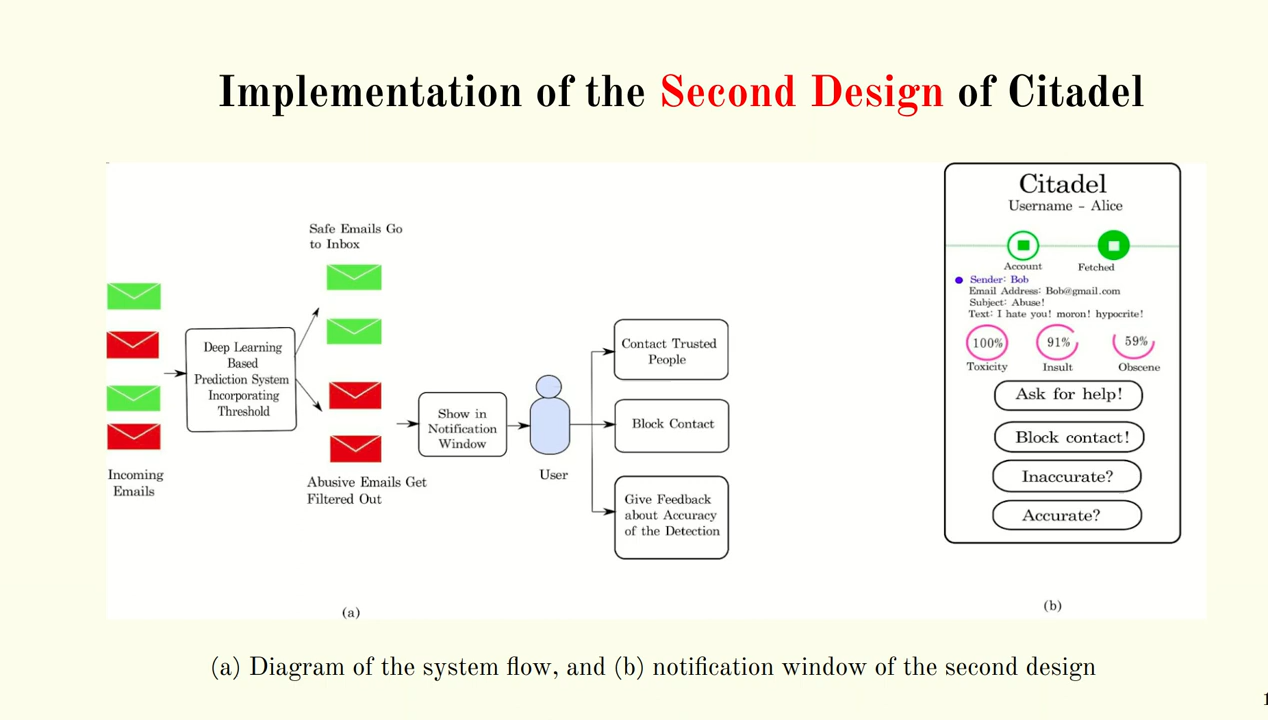 Implementation of the Second Design of Citadel
Safe Emails Go
to Inbox
Deep Learning
Based
Prediction System
Incorporating
Threshold
Incoming
Emails
Abusive Emails Get
Filtered Out
Show in
Notification
Window
User
Contact Trusted
People
Block Contact
Give Feedback
about Accuracy
of the Detection
(a)
Citadel
Username - Alice
Account
Fetched
Sender: Bob
Email Address: Bob@gmail.com
Subject: Abuse!
Text: I hate you! moron! hypocrite!
100%
91%
59%
Toxicity
Insult
Obscene
Ask for help!
Block contact!
Inaccurate?
Accurate?
(b)
(a) Diagram of the system flow, and (b) notification window of the second design